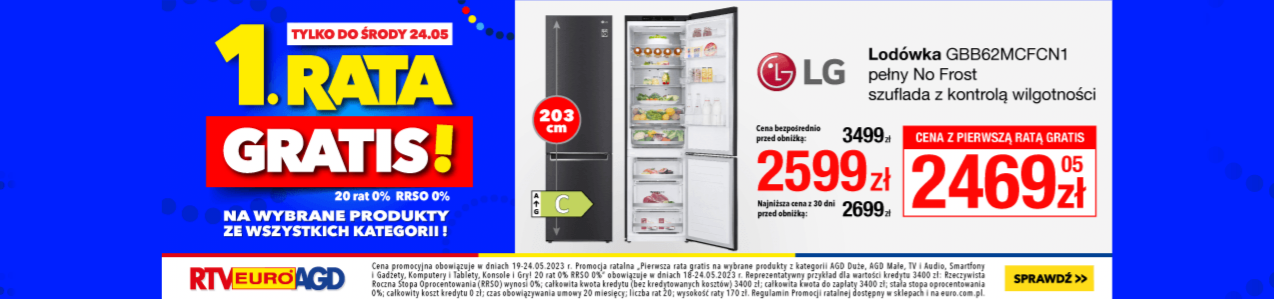 TYLKO DO ŚRODY 24.05
1. RATA
GRATIS!
20 rat 0% RRSO 0%
NA WYBRANE PRODUKTY
ZE WSZYSTKICH KATEGORII!
203
cm
A
G
C
LG
Lodówka GBB62MCFCN1
pełny No Frost
szuflada z kontrolą wilgotności
Cena bezpośrednio
przed obniżką: 3499 zł
2599 zł
Najniższa cena z 30 dni
przed obniżką: 2699 zł
CENA Z PIERWSZĄ RATĄ GRATIS
2469 05 zł
RTV EURO AGD
Cena promocyjna obowiązuje w dniach 19-24.05.2023 r. Promocja ratalna „Pierwsza rata gratis na wybrane produkty z kategorii AGD Duże, AGD Małe, TV i Audio, Smartfony
i Gadżety, Komputery i Tablety, Konsole i Gry! 20 rat 0% RRSO 0%" obowiązuje w dniach 18-24.05.2023 r. Reprezentatywny przykład dla wartości kredytu 3400 zł: Rzeczywista
Roczna Stopa Oprocentowania (RRSO) wynosi 0%; całkowita kwota kredytu (bez kredytowanych kosztów) 3400 zł; całkowita kwota do zapłaty 3400 zł; stała stopa oprocentowania
0%; całkowity koszt kredytu 0 zł; czas obowiązywania umowy 20 miesięcy; liczba rat 20; wysokość raty 170 zł. Regulamin Promocji ratalnej dostępny w sklepach i na euro.com.pl.
SPRAWDŹ >>